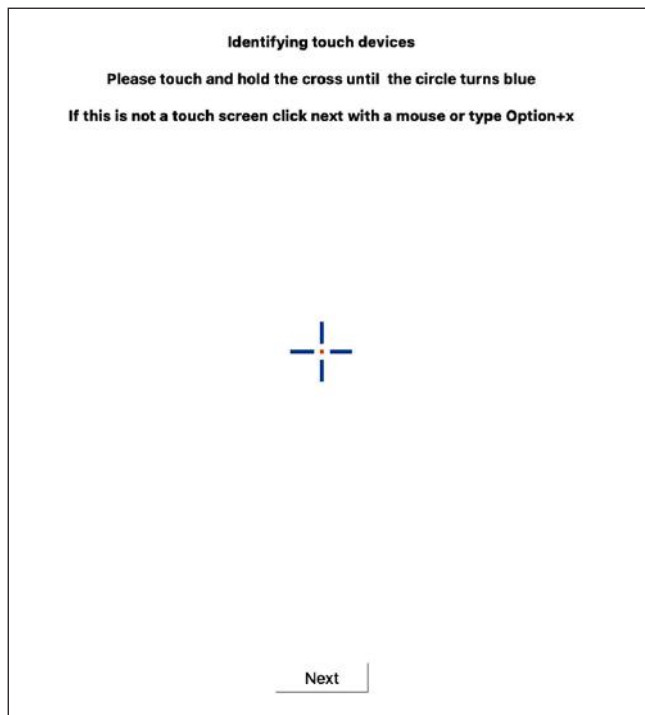 Identifying touch devices
Please touch and hold the cross until  the circle turns blue
If this is not a touch screen click next with a mouse or type Option+x
Next